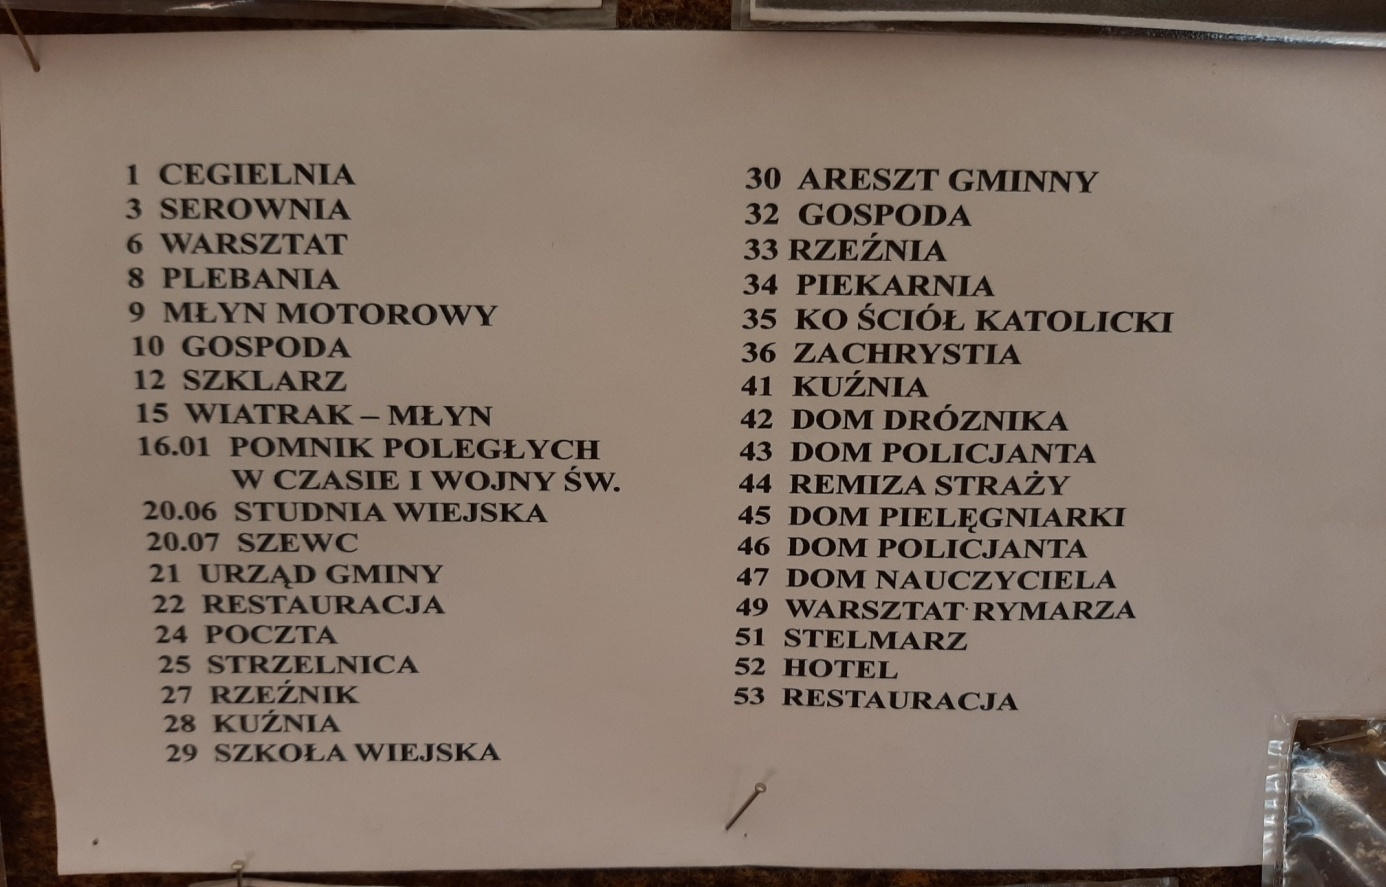 1 CEGIELNIA
3 SEROWNIA
6 WARSZTAT
8 PLEBANIA
9 MŁYN MOTOROWY
10 GOSPODA
12 SZKLARZ
15 WIATRAK – MŁYN
16.01 POMNIK POLEGŁYCH
W CZASIE I WOJNY ŚW.
20.06 STUDNIA WIEJSKA
20.07 SZEWC
21 URZĄD GMINY
22 RESTAURACJA
24 POCZTA
25 STRZELNICA
27 RZEŹNIK
28 KUŹNIA
29 SZKOŁA WIEJSKA
30 ARESZT GMINNY
32 GOSPODA
33 RZEŹNIA
34 PIEKARNIA
35 KO ŚCIÓŁ KATOLICKI
36 ZACHRYSTIA
41 KUŹNIA
42 DOM DRÓZNIKA
43 DOM POLICJANTA
44 REMIZA STRAŻY
45 DOM PIELĘGNIARKI
46 DOM POLICJANTA
47 DOM NAUCZYCIELA
49 WARSZTAT RYMARZA
51 STELMARZ
52 HOTEL
53 RESTAURACJA